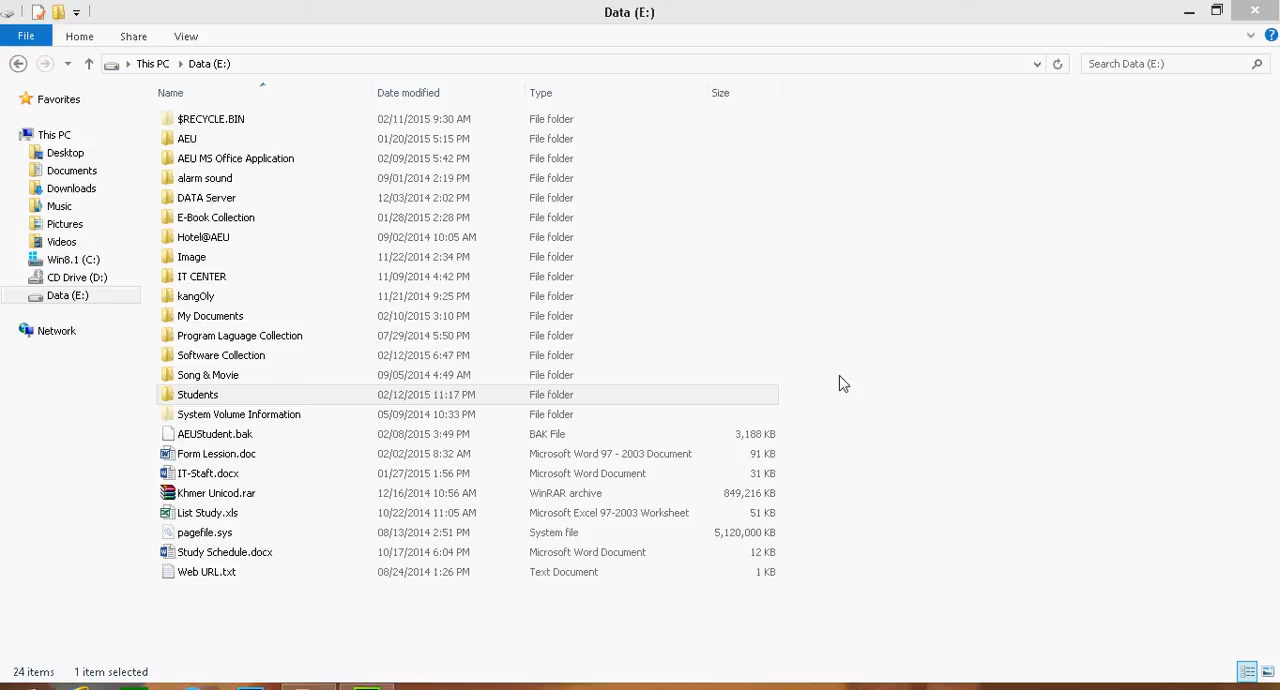 Data (E:)
File Home Share View
This PC Data (E:) Search Data (E:)
Name Date modified Type Size
Favorites
This PC
Desktop
Documents
Downloads
Music
Pictures
Videos
Win8.1 (C:)
CD Drive (D:)
Data (E:)
Network
$RECYCLE.BIN 02/11/2015 9:30 AM File folder
AEU 01/20/2015 5:15 PM File folder
AEU MS Office Application 02/09/2015 5:42 PM File folder
alarm sound 09/01/2014 2:19 PM File folder
DATA Server 12/03/2014 2:02 PM File folder
E-Book Collection 01/28/2015 2:28 PM File folder
Hotel@AEU 09/02/2014 10:05 AM File folder
Image 11/22/2014 2:34 PM File folder
IT CENTER 11/09/2014 4:42 PM File folder
kangOly 11/21/2014 9:25 PM File folder
My Documents 02/10/2015 3:10 PM File folder
Program Laguage Collection 07/29/2014 5:50 PM File folder
Software Collection 02/12/2015 6:47 PM File folder
Song & Movie 09/05/2014 4:49 AM File folder
Students 02/12/2015 11:17 PM File folder
System Volume Information 05/09/2014 10:33 PM File folder
AEUStudent.bak 02/08/2015 3:49 PM BAK File 3,188 KB
Form Lession.doc 02/02/2015 8:32 AM Microsoft Word 97 - 2003 Document 91 KB
IT-Staft.docx 01/27/2015 1:56 PM Microsoft Word Document 31 KB
Khmer Unicod.rar 12/16/2014 10:56 AM WinRAR archive 849,216 KB
List Study.xls 10/22/2014 11:05 AM Microsoft Excel 97-2003 Worksheet 51 KB
pagefile.sys 08/13/2014 2:51 PM System file 5,120,000 KB
Study Schedule.docx 10/17/2014 6:04 PM Microsoft Word Document 12 KB
Web URL.txt 08/24/2014 1:26 PM Text Document 1 KB
24 items 1 item selected